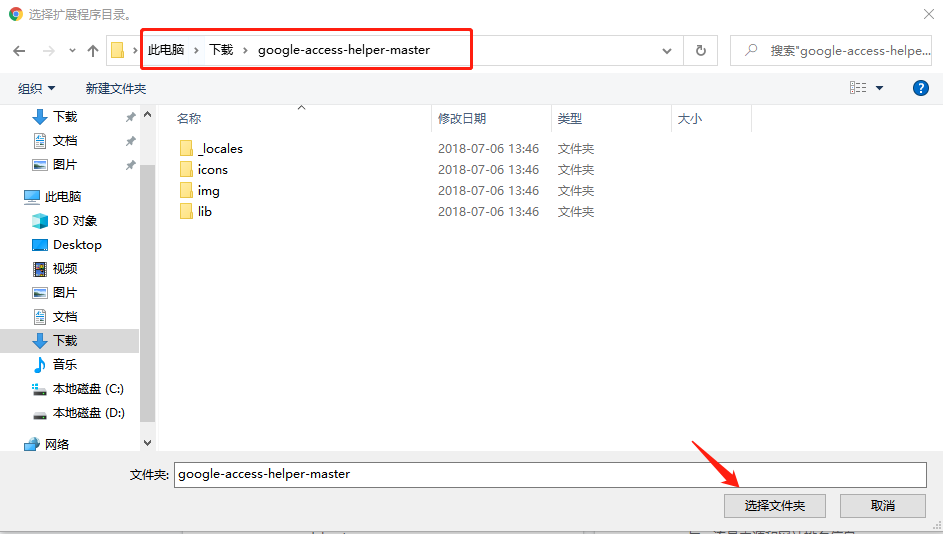 选择扩展程序目录。
此电脑 › 下载 › google-access-helper-master
搜索"google-access-helpe...
组织 新建文件夹
名称 修改日期 类型 大小
_locales 2018-07-06 13:46 文件夹
icons 2018-07-06 13:46 文件夹
img 2018-07-06 13:46 文件夹
lib 2018-07-06 13:46 文件夹
下载
文档
图片
此电脑
3D 对象
Desktop
视频
图片
文档
下载
音乐
本地磁盘 (C:)
本地磁盘 (D:)
网络
文件夹: google-access-helper-master
选择文件夹 取消